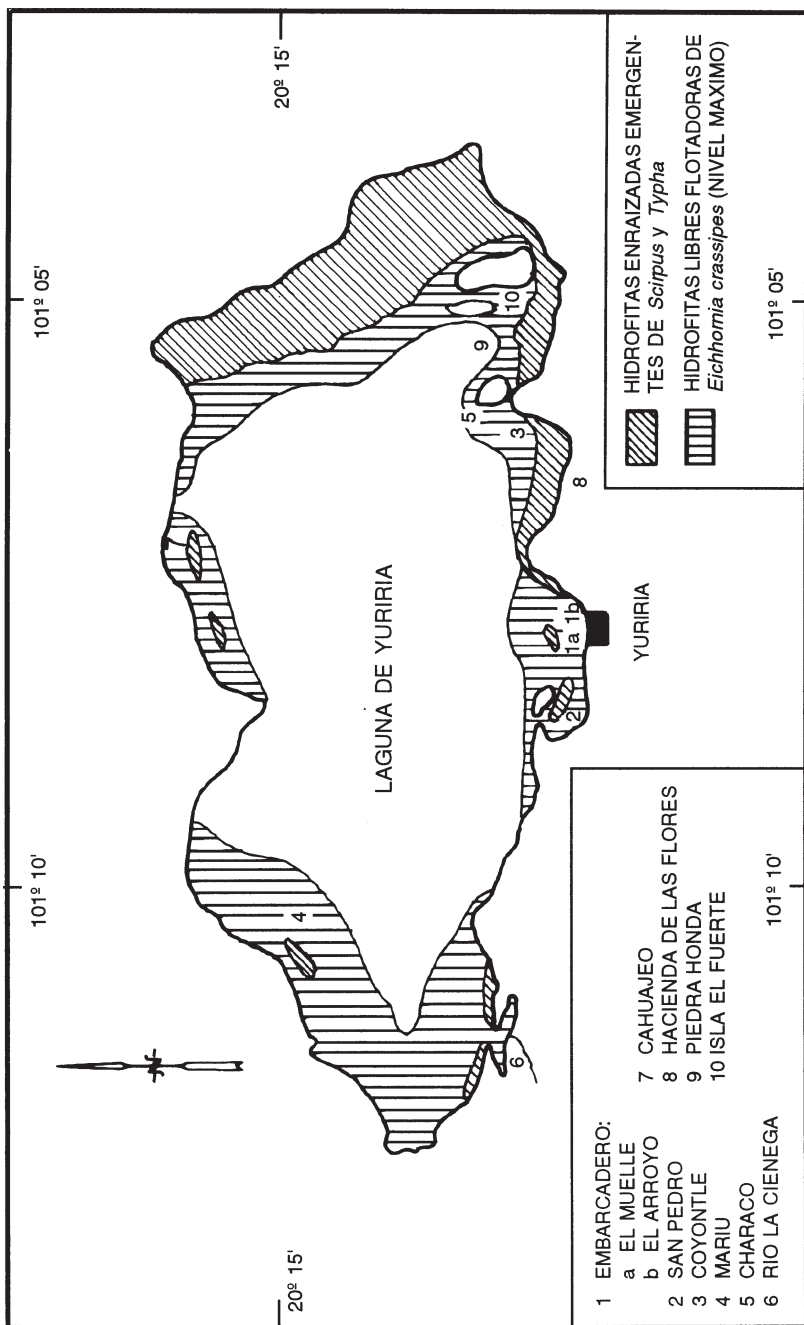 101º 10'
101º 05'
20º 15'
20º 15'
4
7
LAGUNA DE YURIRIA
5
9
10
3
6
2
1a 1b
8
YURIRIA
1 EMBARCADERO:
a EL MUELLE
b EL ARROYO
2 SAN PEDRO
3 COYONTLE
4 MARIU
5 CHARACO
6 RIO LA CIENEGA
7 CAHUAJEO
8 HACIENDA DE LAS FLORES
9 PIEDRA HONDA
10 ISLA EL FUERTE
HIDROFITAS ENRAIZADAS EMERGEN-
TES DE Scirpus y Typha
HIDROFITAS LIBRES FLOTADORAS DE
Eichhornia crassipes (NIVEL MAXIMO)
101º 10'
101º 05'